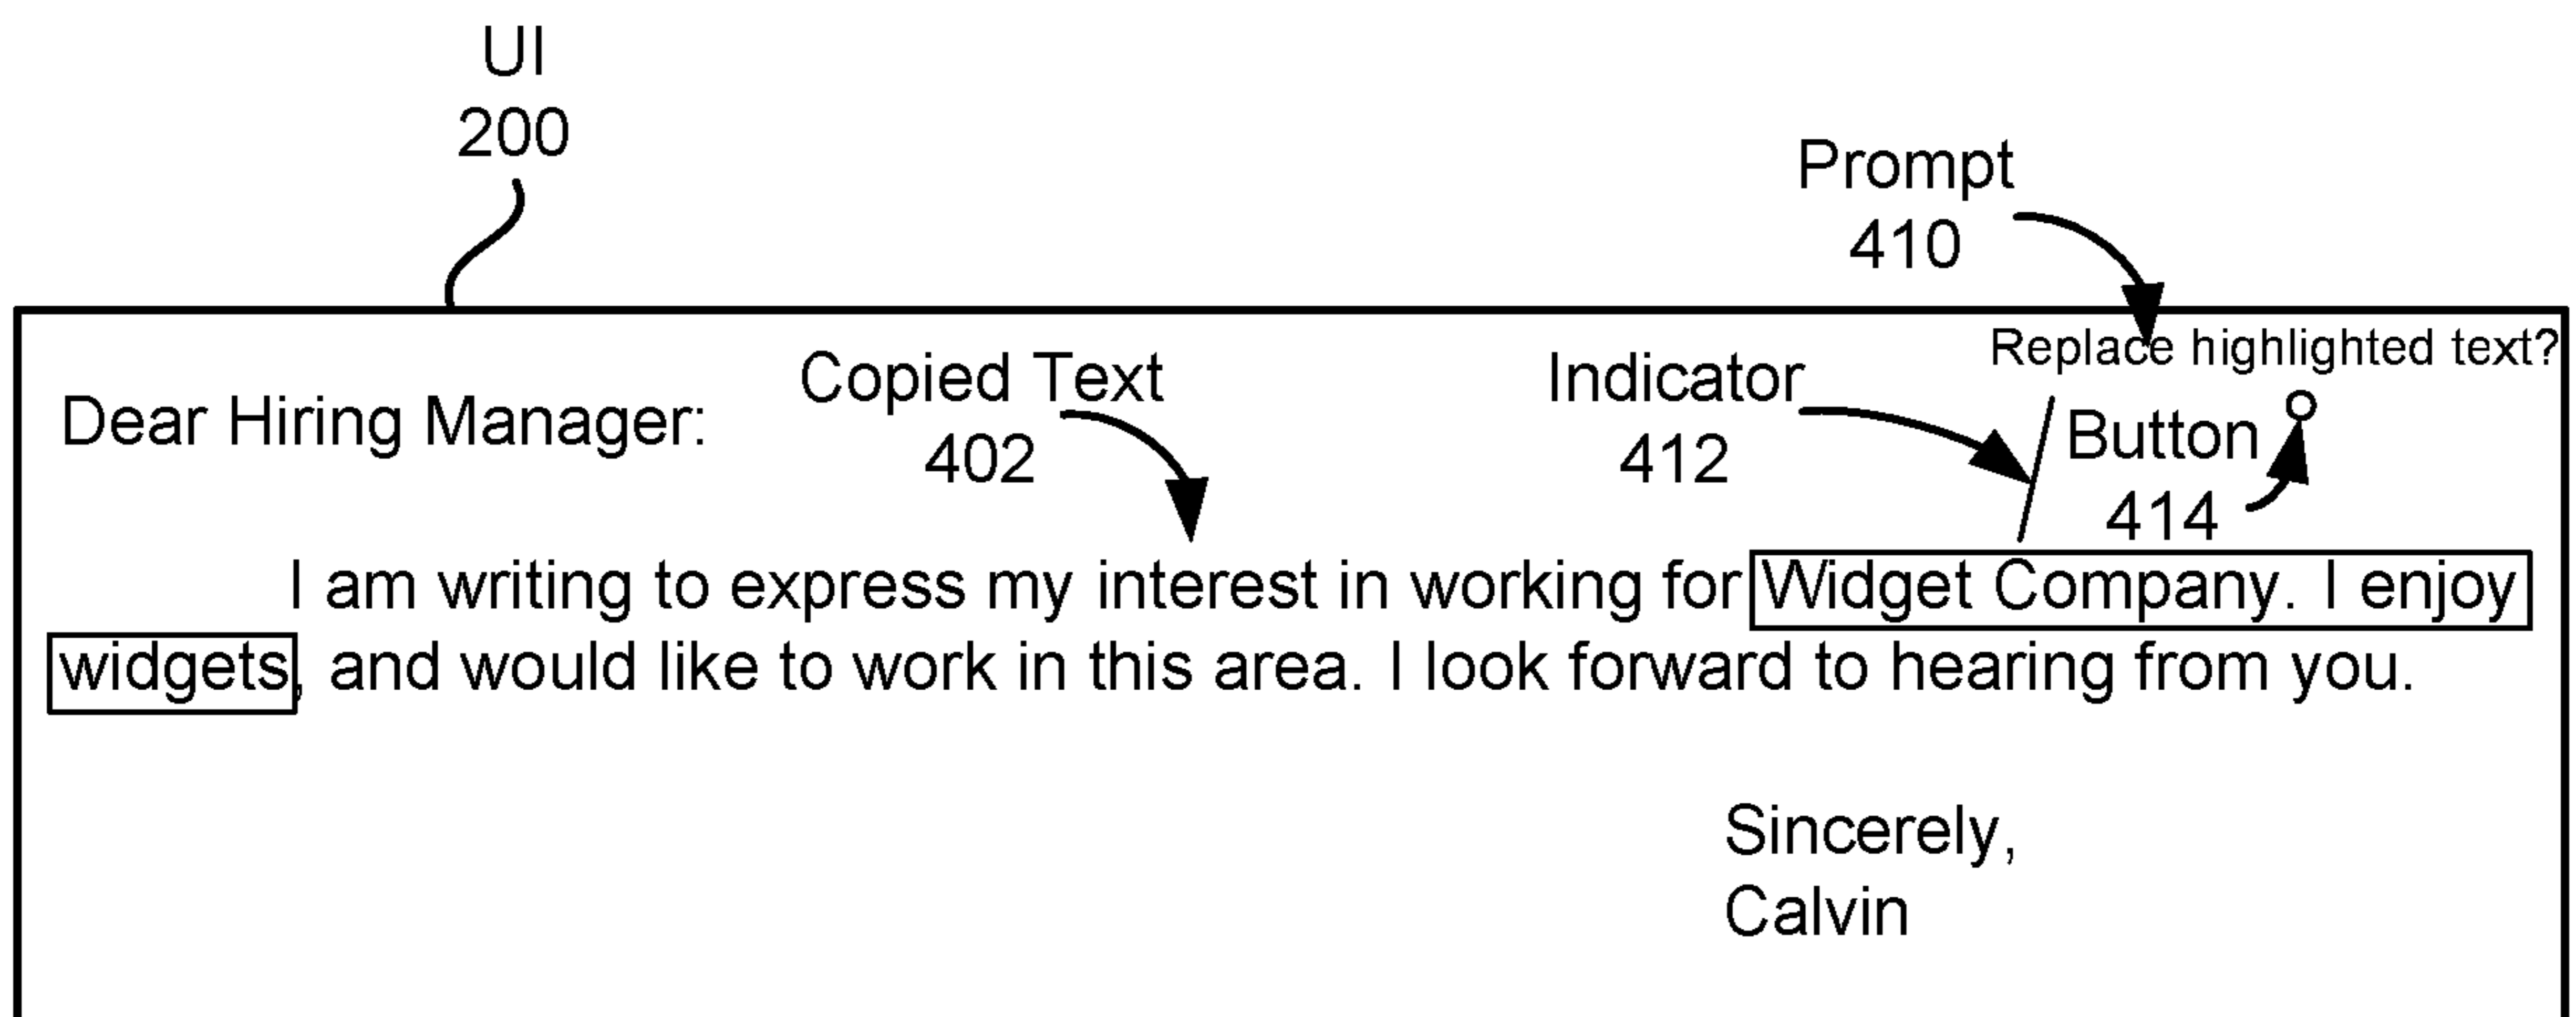 UI
200
Prompt
410
Replace highlighted text?
Copied Text
402
Indicator
412
Button
414
Dear Hiring Manager:
I am writing to express my interest in working for Widget Company. I enjoy
widgets, and would like to work in this area. I look forward to hearing from you.
Sincerely,
Calvin